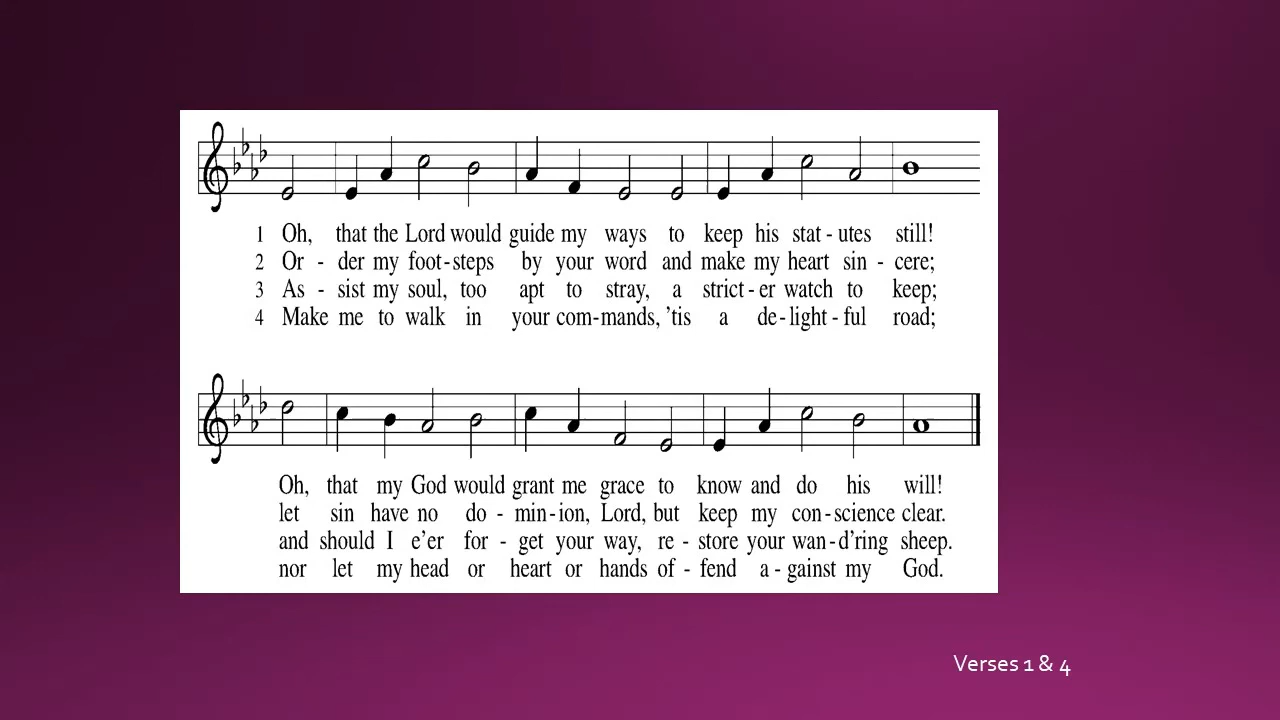 1 Oh, that the Lord would guide my ways to keep his stat - utes still!
2 Or - der my foot - steps by your word and make my heart sin - cere;
3 As - sist my soul, too apt to stray, a strict - er watch to keep;
4 Make me to walk in your com - mands, 'tis a de - light - ful road;
Oh, that my God would grant me grace to know and do his will!
let sin have no do - min - ion, Lord, but keep my con - science clear.
and should I e'er for - get your way, re - store your wan - d'ring sheep.
nor let my head or heart or hands of - fend a - gainst my God.
Verses 1 & 4